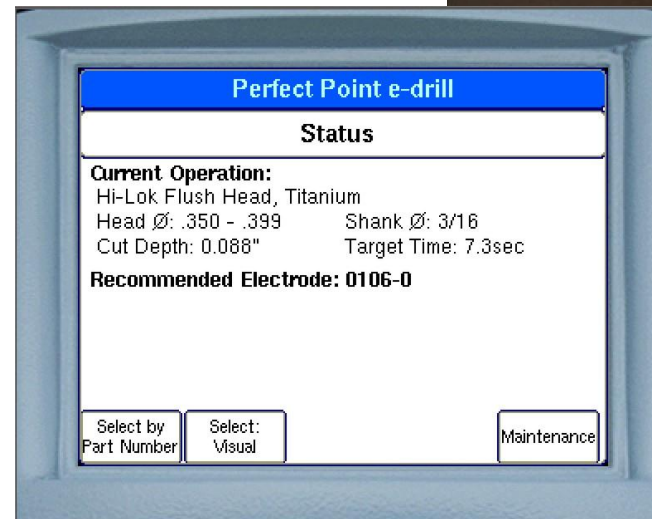 Perfect Point e-drill
Status
Current Operation:
Hi-Lok Flush Head, Titanium
Head Ø: .350 - .399 Shank Ø: 3/16
Cut Depth: 0.088" Target Time: 7.3sec
Recommended Electrode: 0106-0
Select by Part Number
Select: Visual
Maintenance